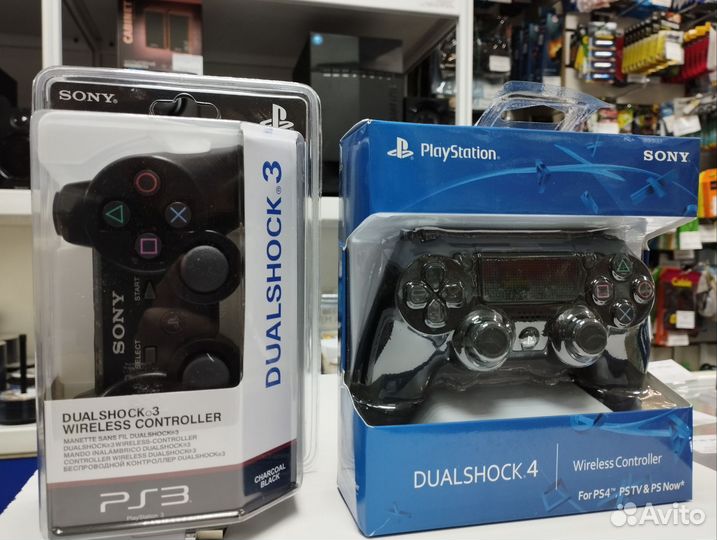 SONY
DUALSHOCK®3
START
SONY
SELECT
DUALSHOCK®3
WIRELESS CONTROLLER
MANETTE SANS FIL DUALSHOCK®3
DUALSHOCK®3 WIRELESS-CONTROLLER
MANDO INALÁMBRICO DUALSHOCK®3
CONTROLLER WIRELESS DUALSHOCK®3
БЕСПРОВОДНОЙ КОНТРОЛЛЕР DUALSHOCK®3
CHARCOAL
BLACK
PS3
PlayStation 3
PlayStation
SONY
DUALSHOCK®4
Wireless Controller
For PS4™, PS TV & PS Now*
Avito